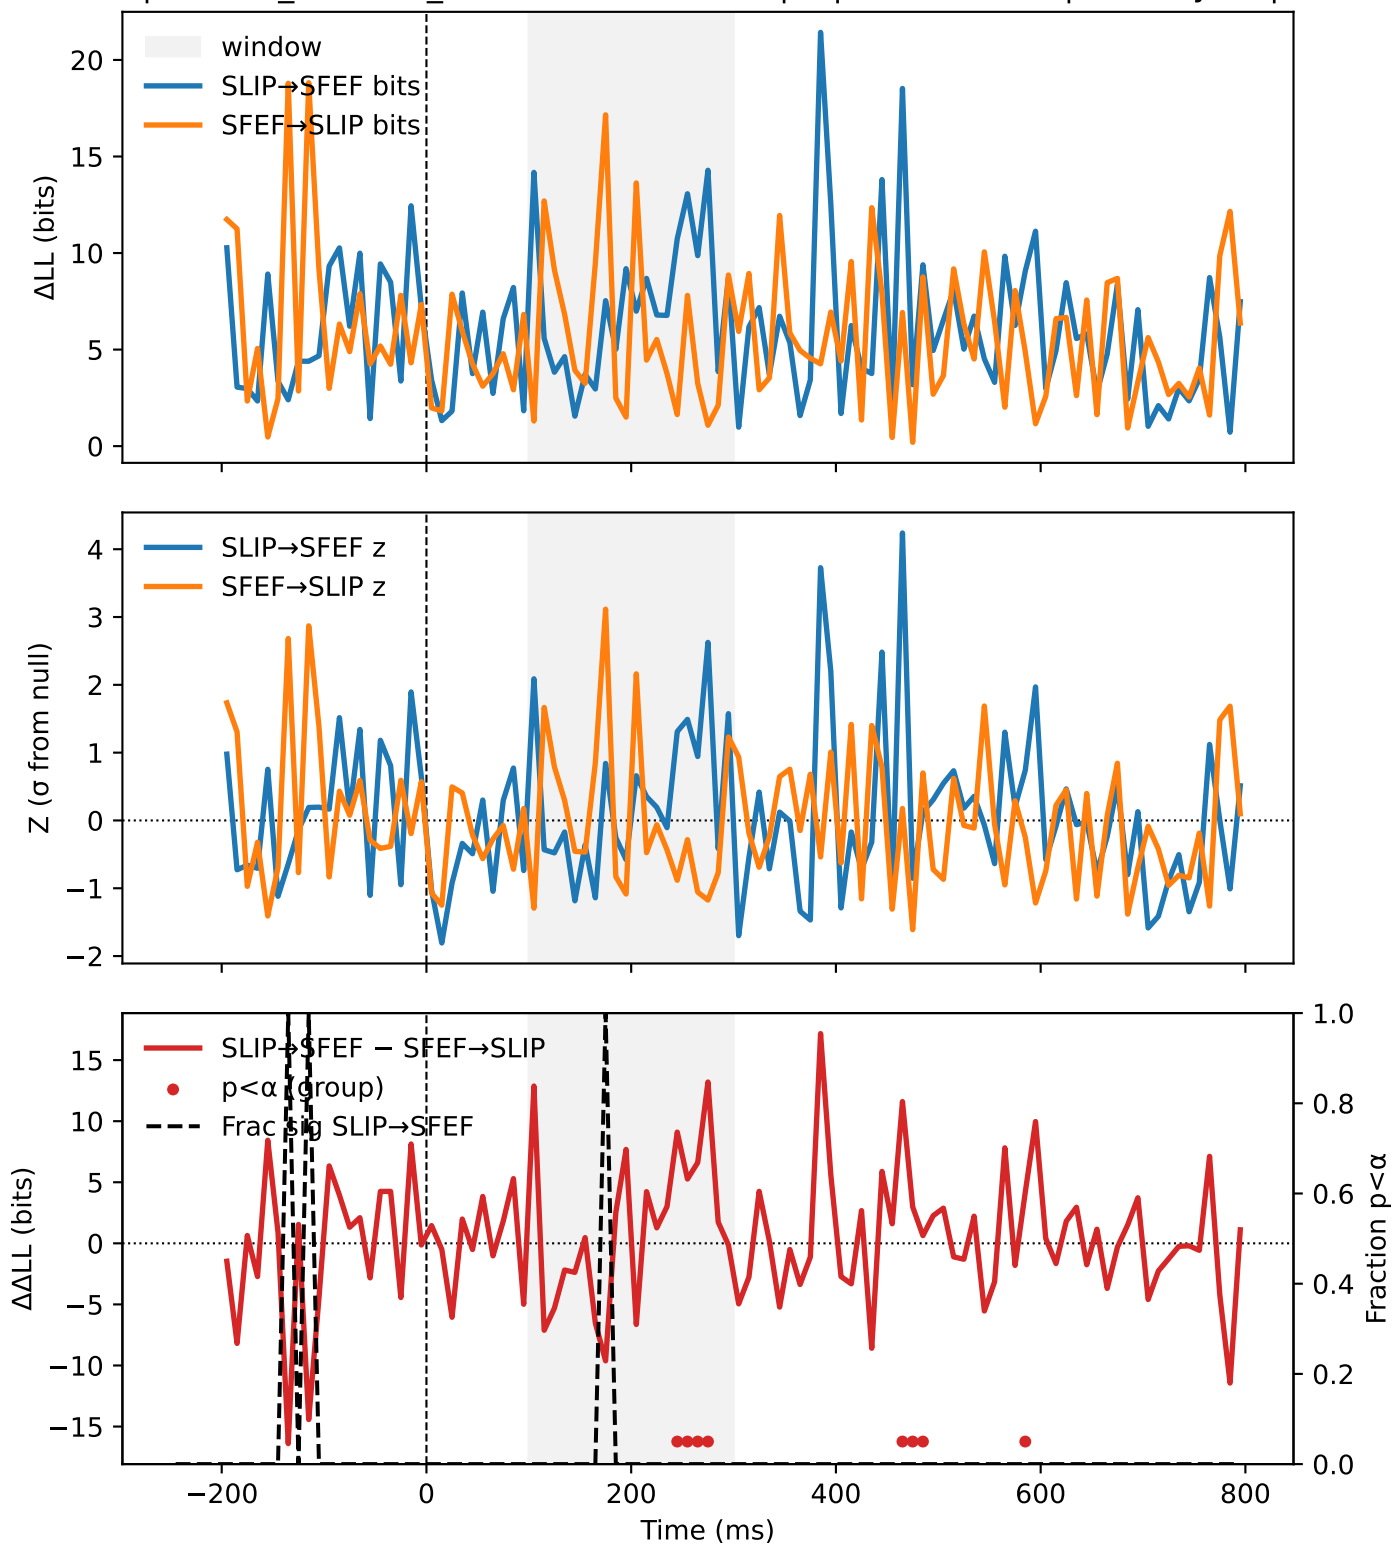 20
15
10
5
0
ΔLL (bits)
window
SLIP→SFEF bits
SFEF→SLIP bits
4
3
2
1
0
−1
−2
Z (σ from null)
SLIP→SFEF z
SFEF→SLIP z
15
10
5
0
−5
−10
−15
ΔΔLL (bits)
SLIP→SFEF − SFEF→SLIP
p<α (group)
Frac sig SLIP→SFEF
1.0
0.8
0.6
0.4
0.2
0.0
Fraction p<α
−200 0 200 400 600 800
Time (ms)